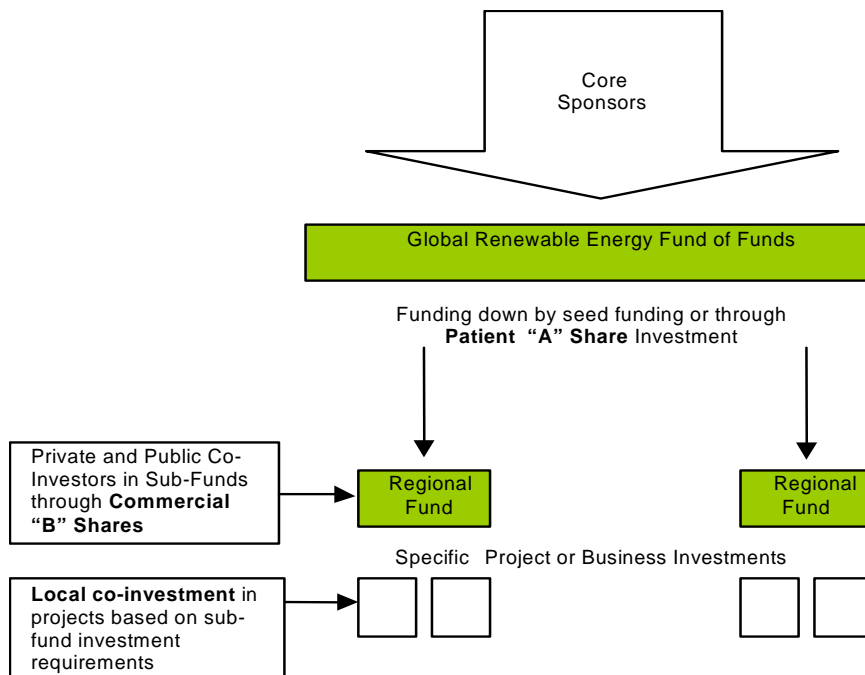 Core
Sponsors
Global Renewable Energy Fund of Funds
Funding down by seed funding or through
Patient “A” Share Investment
Private and Public Co-
Investors in Sub-Funds
through Commercial
“B” Shares
Regional
Fund
Regional
Fund
Specific Project or Business Investments
Local co-investment in
projects based on sub-
fund investment
requirements